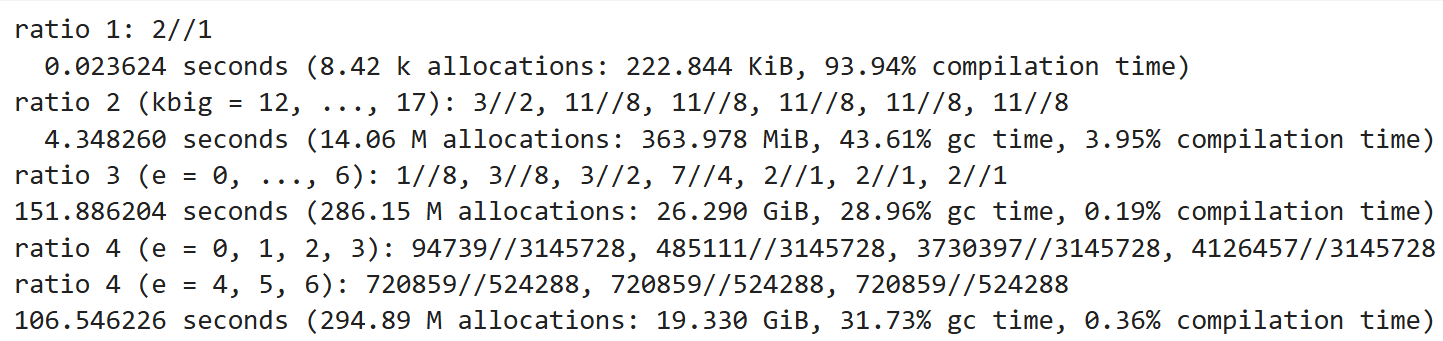 ratio 1: 2//1
  0.023624 seconds (8.42 k allocations: 222.844 KiB, 93.94% compilation time)
ratio 2 (kbig = 12, ..., 17): 3//2, 11//8, 11//8, 11//8, 11//8, 11//8
  4.348260 seconds (14.06 M allocations: 363.978 MiB, 43.61% gc time, 3.95% compilation time)
ratio 3 (e = 0, ..., 6): 1//8, 3//8, 3//2, 7//4, 2//1, 2//1, 2//1
151.886204 seconds (286.15 M allocations: 26.290 GiB, 28.96% gc time, 0.19% compilation time)
ratio 4 (e = 0, 1, 2, 3): 94739//3145728, 485111//3145728, 3730397//3145728, 4126457//3145728
ratio 4 (e = 4, 5, 6): 720859//524288, 720859//524288, 720859//524288
106.546226 seconds (294.89 M allocations: 19.330 GiB, 31.73% gc time, 0.36% compilation time)